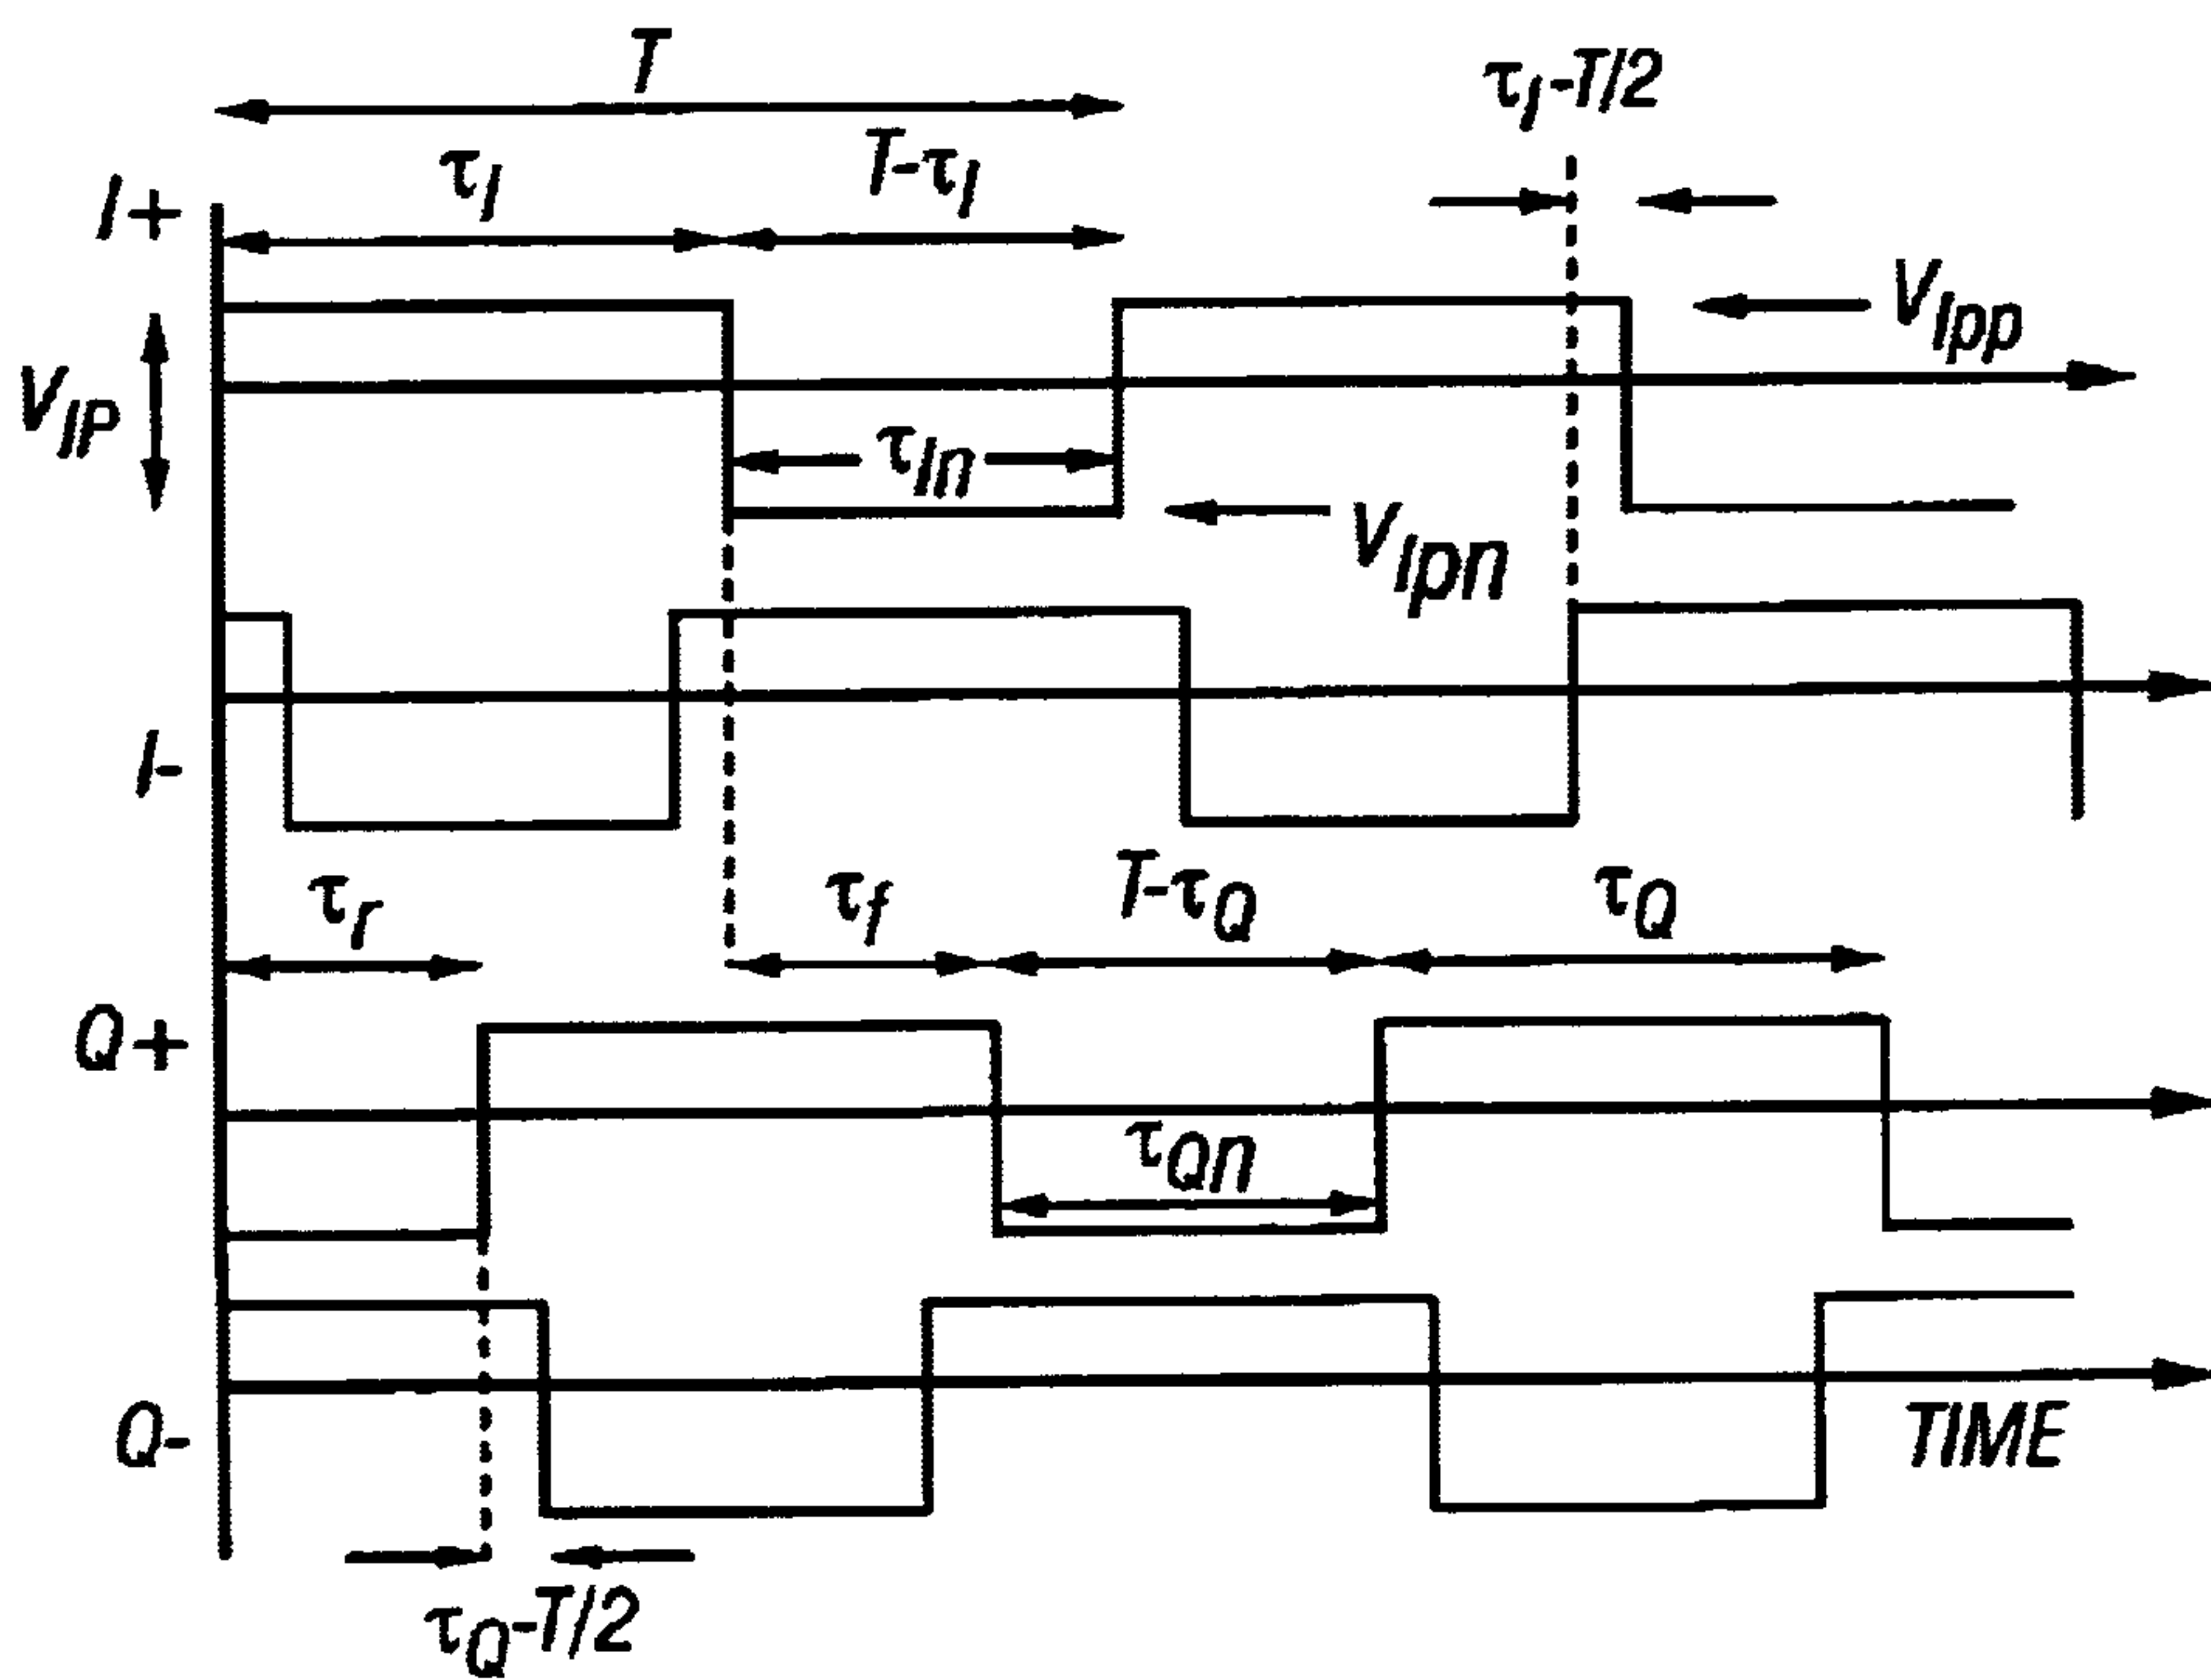 T
τI-T/2
τI
T-τI
I+
VIpp
VIP
τIn
VIpn
I-
τr
τf
T-τQ
τQ
Q+
τQn
Q-
TIME
τQ-T/2